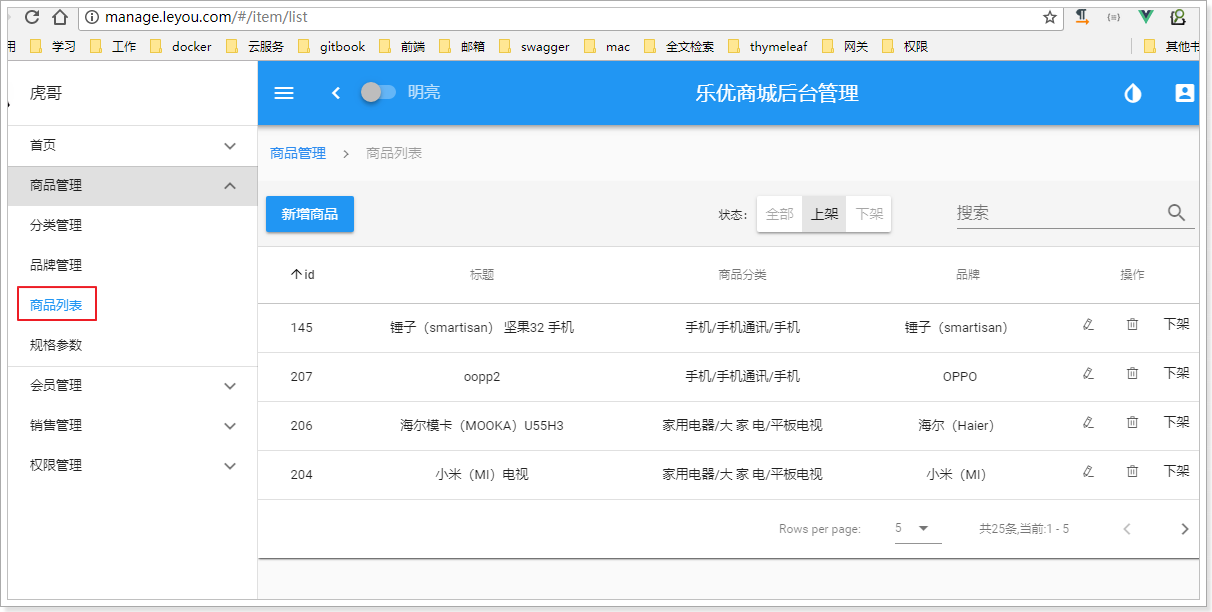 manage.leyou.com/#/item/list
用 学习 工作 docker 云服务 gitbook 前端 邮箱 swagger mac 全文检索 thymeleaf 网关 权限 其他书
虎哥
明亮
乐优商城后台管理
首页
商品管理
分类管理
品牌管理
商品列表
规格参数
会员管理
销售管理
权限管理
商品管理 > 商品列表
新增商品
状态: 全部 上架 下架
搜索
id 标题 商品分类 品牌 操作
145 锤子（smartisan） 坚果32 手机 手机/手机通讯/手机 锤子（smartisan） 下架
207 oopp2 手机/手机通讯/手机 OPPO 下架
206 海尔模卡（MOOKA）U55H3 家用电器/大 家 电/平板电视 海尔（Haier） 下架
204 小米（MI）电视 家用电器/大 家 电/平板电视 小米（MI） 下架
Rows per page: 5 共25条,当前:1 - 5